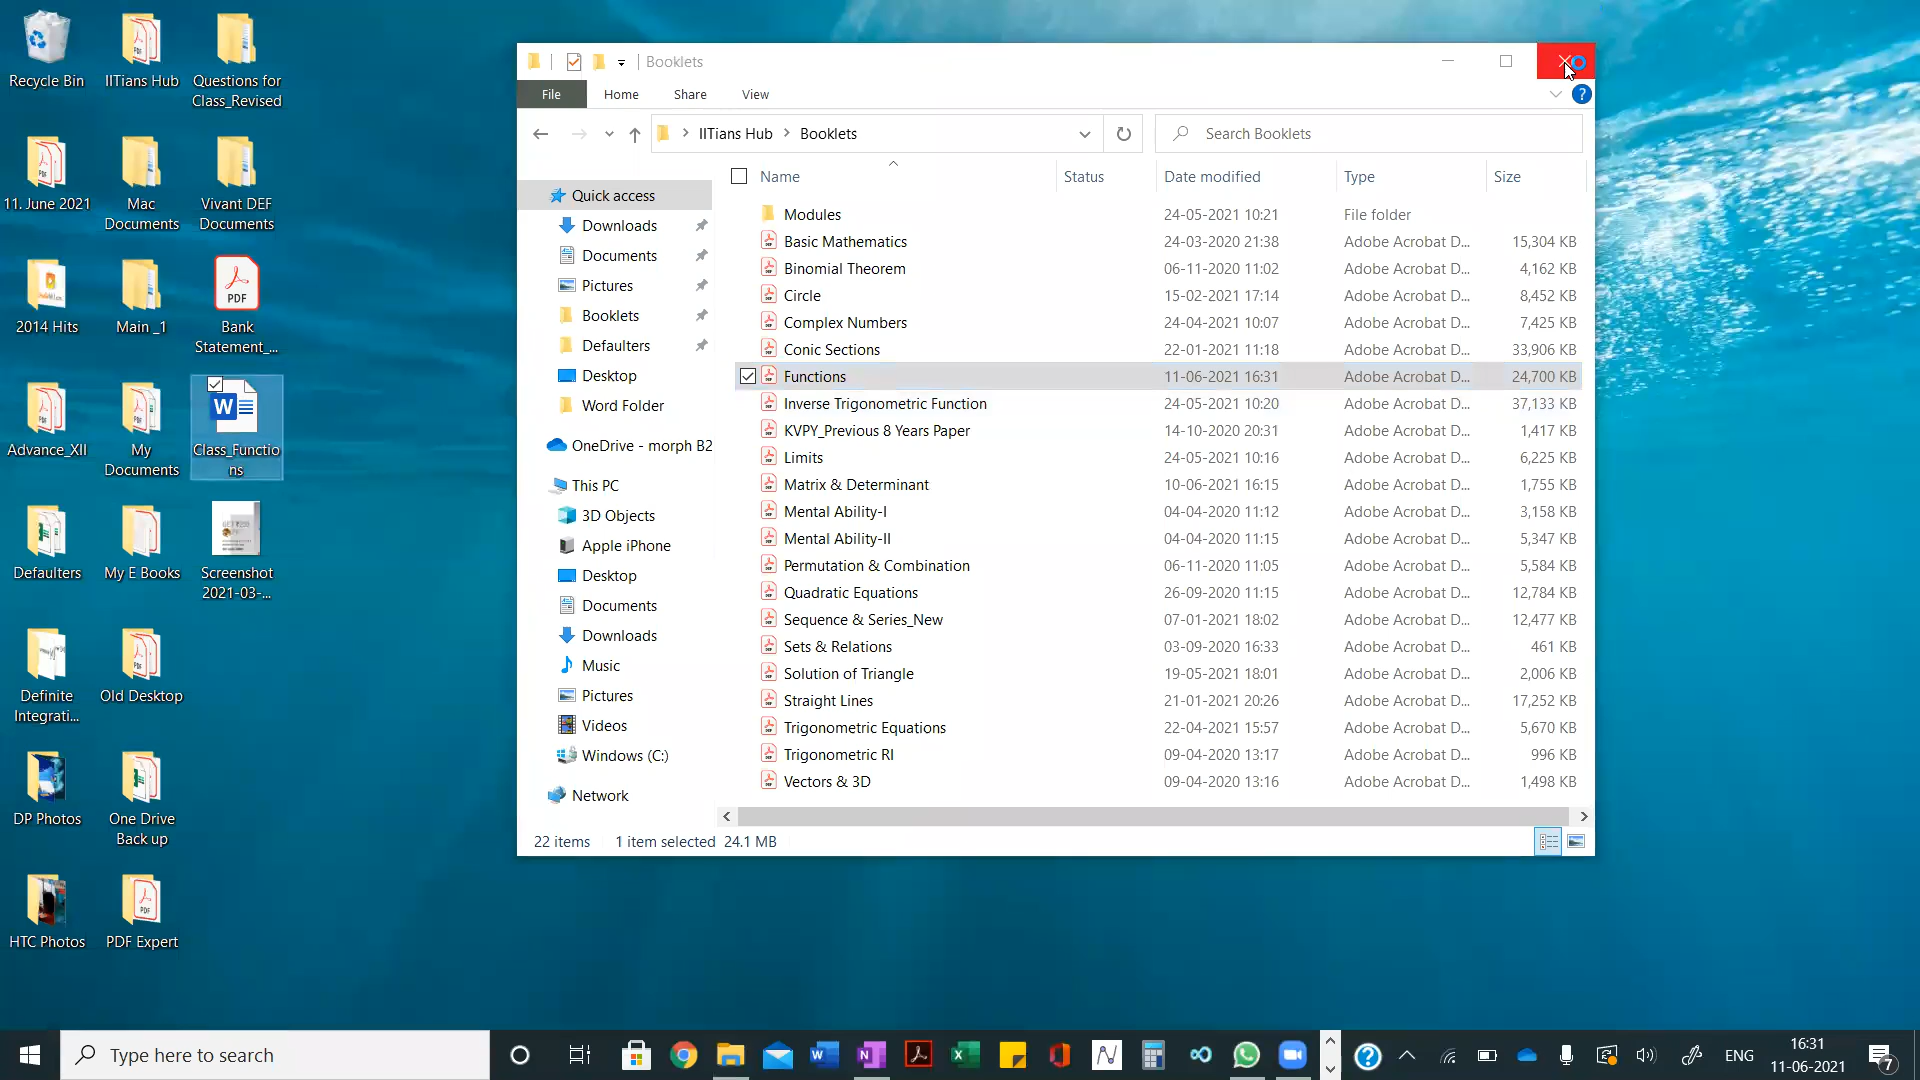 Recycle Bin
IITians Hub
Questions for
Class_Revised
11. June 2021
Mac
Documents
Vivant DEF
Documents
2014 Hits
Main _1
PDF
Bank
Statement_...
Advance_XII
My
Documents
Class_Functio
ns
Defaulters
My E Books
Screenshot
2021-03-...
Definite
Integrati...
Old Desktop
DP Photos
One Drive
Back up
HTC Photos
PDF Expert
Booklets
File Home Share View
IITians Hub > Booklets
Search Booklets
Quick access
Downloads
Documents
Pictures
Booklets
Defaulters
Desktop
Word Folder
OneDrive - morph B2
This PC
3D Objects
Apple iPhone
Desktop
Documents
Downloads
Music
Pictures
Videos
Windows (C:)
Network
Name Status Date modified Type Size
Modules 24-05-2021 10:21 File folder
Basic Mathematics 24-03-2020 21:38 Adobe Acrobat D... 15,304 KB
Binomial Theorem 06-11-2020 11:02 Adobe Acrobat D... 4,162 KB
Circle 15-02-2021 17:14 Adobe Acrobat D... 8,452 KB
Complex Numbers 24-04-2021 10:07 Adobe Acrobat D... 7,425 KB
Conic Sections 22-01-2021 11:18 Adobe Acrobat D... 33,906 KB
Functions 11-06-2021 16:31 Adobe Acrobat D... 24,700 KB
Inverse Trigonometric Function 24-05-2021 10:20 Adobe Acrobat D... 37,133 KB
KVPY_Previous 8 Years Paper 14-10-2020 20:31 Adobe Acrobat D... 1,417 KB
Limits 24-05-2021 10:16 Adobe Acrobat D... 6,225 KB
Matrix & Determinant 10-06-2021 16:15 Adobe Acrobat D... 1,755 KB
Mental Ability-I 04-04-2021 11:12 Adobe Acrobat D... 3,158 KB
Mental Ability-II 04-04-2021 11:15 Adobe Acrobat D... 5,347 KB
Permutation & Combination 06-11-2020 11:05 Adobe Acrobat D... 5,584 KB
Quadratic Equations 26-09-2020 11:15 Adobe Acrobat D... 12,784 KB
Sequence & Series_New 07-01-2021 18:02 Adobe Acrobat D... 12,477 KB
Sets & Relations 03-09-2020 16:33 Adobe Acrobat D... 461 KB
Solution of Triangle 19-05-2021 18:01 Adobe Acrobat D... 2,006 KB
Straight Lines 21-01-2021 20:26 Adobe Acrobat D... 17,252 KB
Trigonometric Equations 22-04-2021 15:57 Adobe Acrobat D... 5,670 KB
Trigonometric RI 09-04-2020 13:17 Adobe Acrobat D... 996 KB
Vectors & 3D 09-04-2020 13:16 Adobe Acrobat D... 1,498 KB
22 items 1 item selected 24.1 MB
Type here to search
ENG
16:31
11-06-2021
7